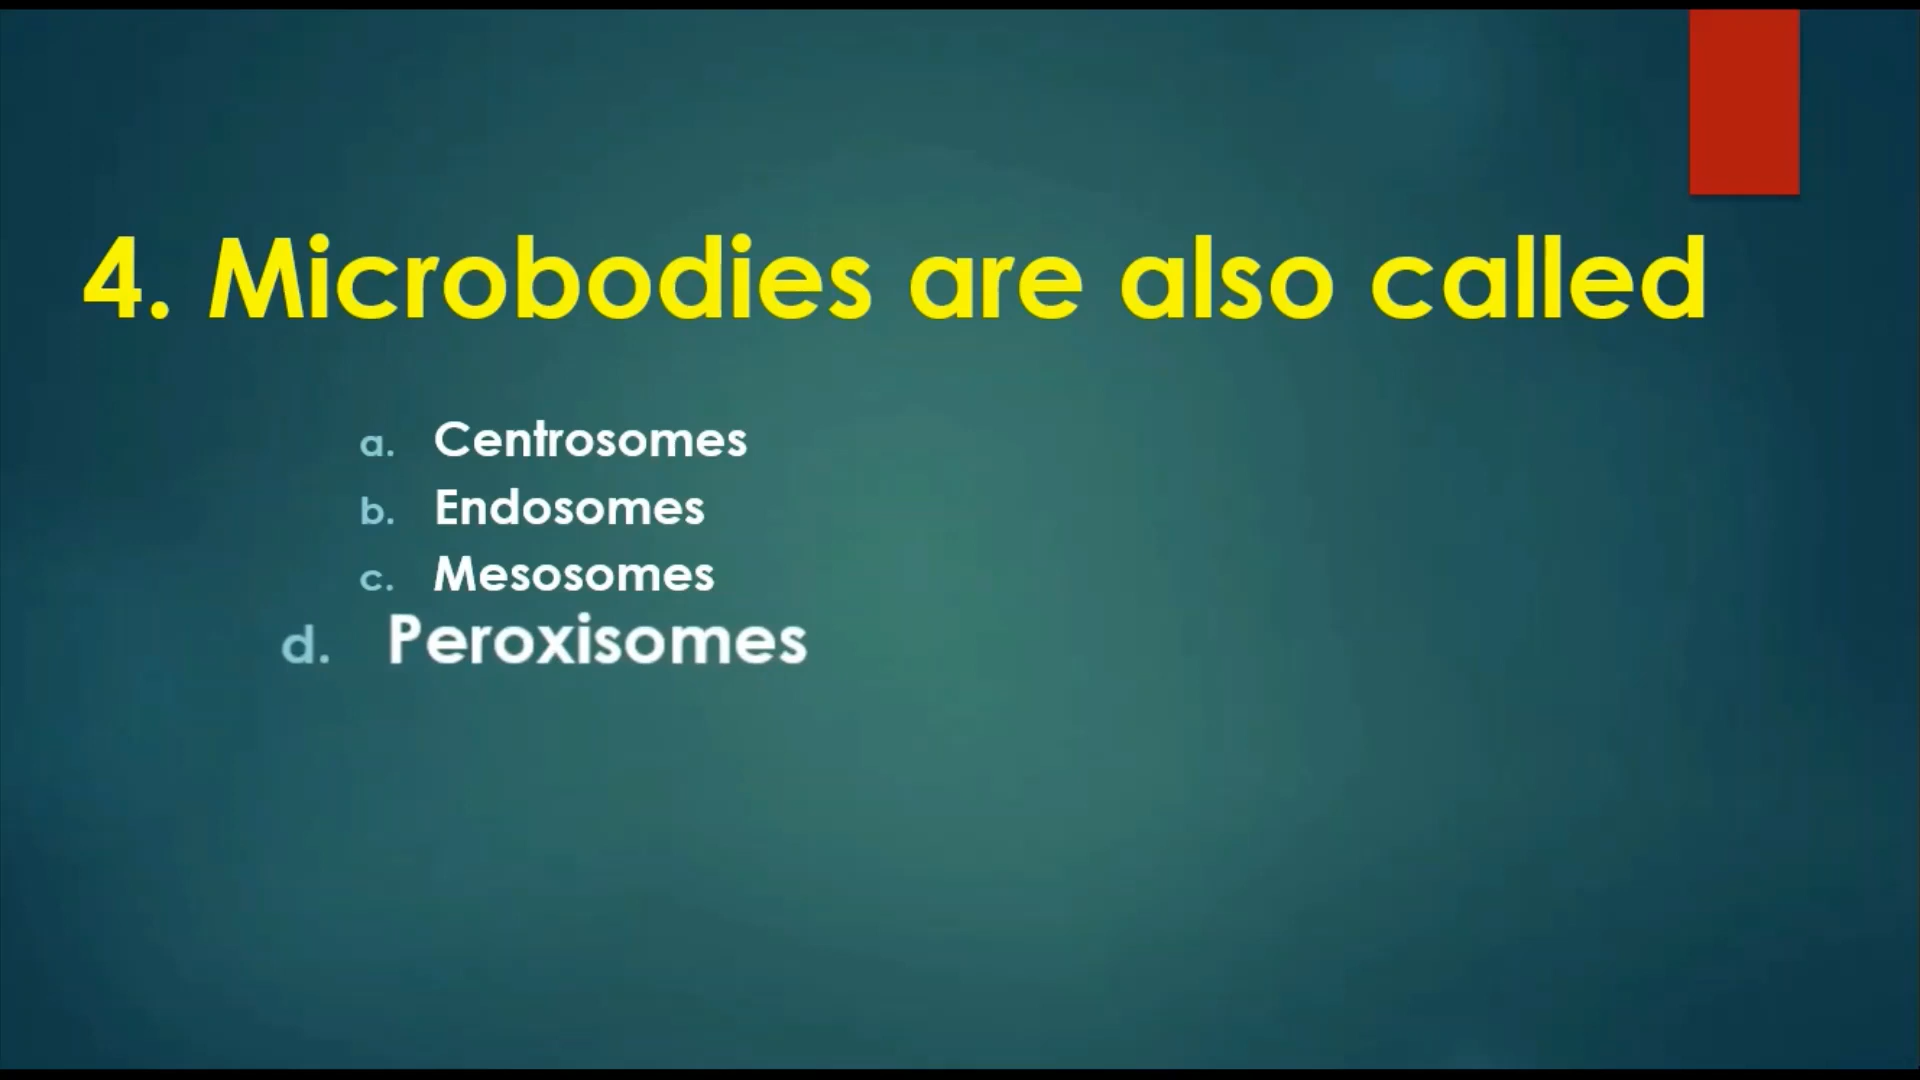 4. Microbodies are also called
a. Centrosomes
b. Endosomes
c. Mesosomes
d. Peroxisomes